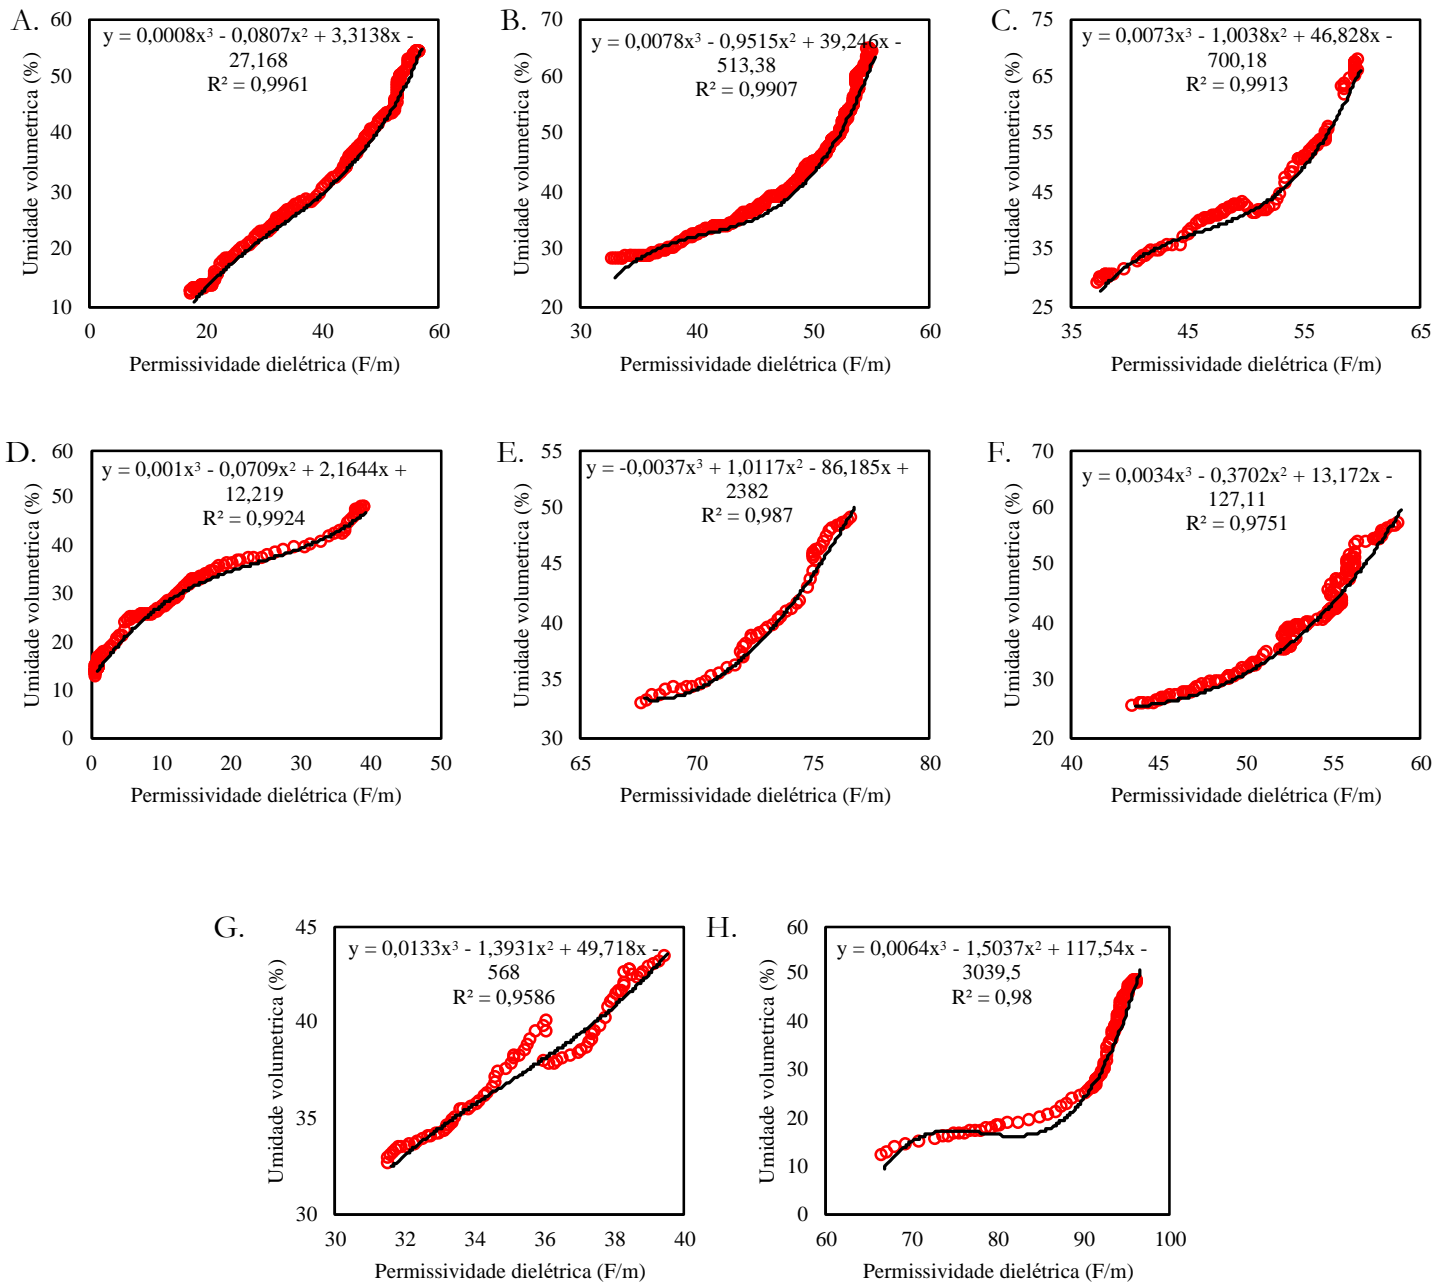 A.
y = 0,0008x³ - 0,0807x² + 3,3138x -
27,168
R² = 0,9961
60
50
40
30
20
10
0
20
40
60
Umidade volumetrica (%)
Permissividade dielétrica (F/m)
B.
y = 0,0078x³ - 0,9515x² + 39,246x -
513,38
R² = 0,9907
70
60
50
40
30
20
30
40
50
60
Umidade volumetrica (%)
Permissividade dielétrica (F/m)
C.
y = 0,0073x³ - 1,0038x² + 46,828x -
700,18
R² = 0,9913
75
65
55
45
35
25
35
45
55
65
Umidade volumetrica (%)
Permissividade dielétrica (F/m)
D.
y = 0,001x³ - 0,0709x² + 2,1644x +
12,219
R² = 0,9924
60
50
40
30
20
10
0
0
10
20
30
40
50
Umidade volumetrica (%)
Permissividade dielétrica (F/m)
E.
y = -0,0037x³ + 1,0117x² - 86,185x +
2382
R² = 0,987
55
50
45
40
35
30
65
70
75
80
Umidade volumetrica (%)
Permissividade dielétrica (F/m)
F.
y = 0,0034x³ - 0,3702x² + 13,172x -
127,11
R² = 0,9751
70
60
50
40
30
20
40
45
50
55
60
Umidade volumetrica (%)
Permissividade dielétrica (F/m)
G.
y = 0,0133x³ - 1,3931x² + 49,718x -
568
R² = 0,9586
45
40
35
30
30
32
34
36
38
40
Umidade volumetrica (%)
Permissividade dielétrica (F/m)
H.
y = 0,0064x³ - 1,5037x² + 117,54x -
3039,5
R² = 0,98
60
50
40
30
20
10
0
60
70
80
90
100
Umidade volumetrica (%)
Permissividade dielétrica (F/m)